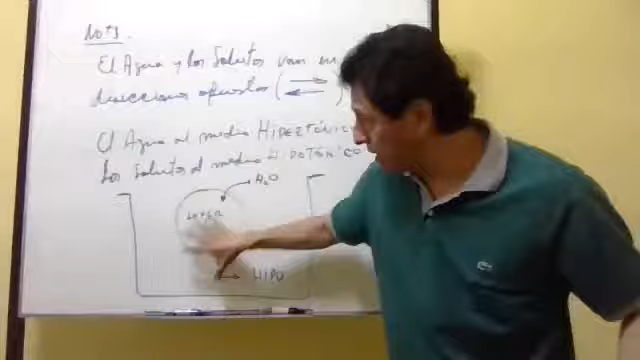 NOTA.
El Agua y los Solutos van en
direcciones opuestas (
El Agua al medio HIPERTÓNICO
los Solutos al medio HIPOTÓNICO
H₂O
HIPO